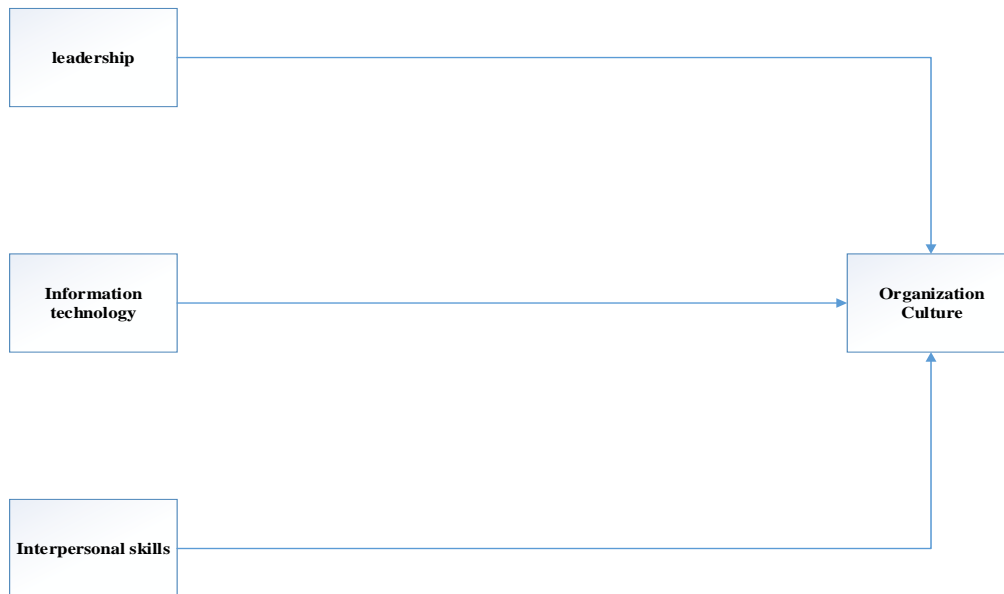 leadership
Information
technology
Organization
Culture
Interpersonal skills